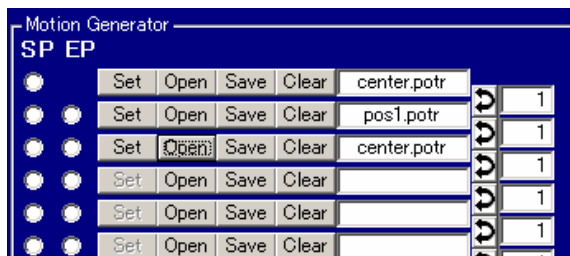 Motion Generator
SP EP
Set Open Save Clear center.potr
1
Set Open Save Clear pos1.potr
1
Set Open Save Clear center.potr
1
Set Open Save Clear
1
Set Open Save Clear
1
Set Open Save Clear